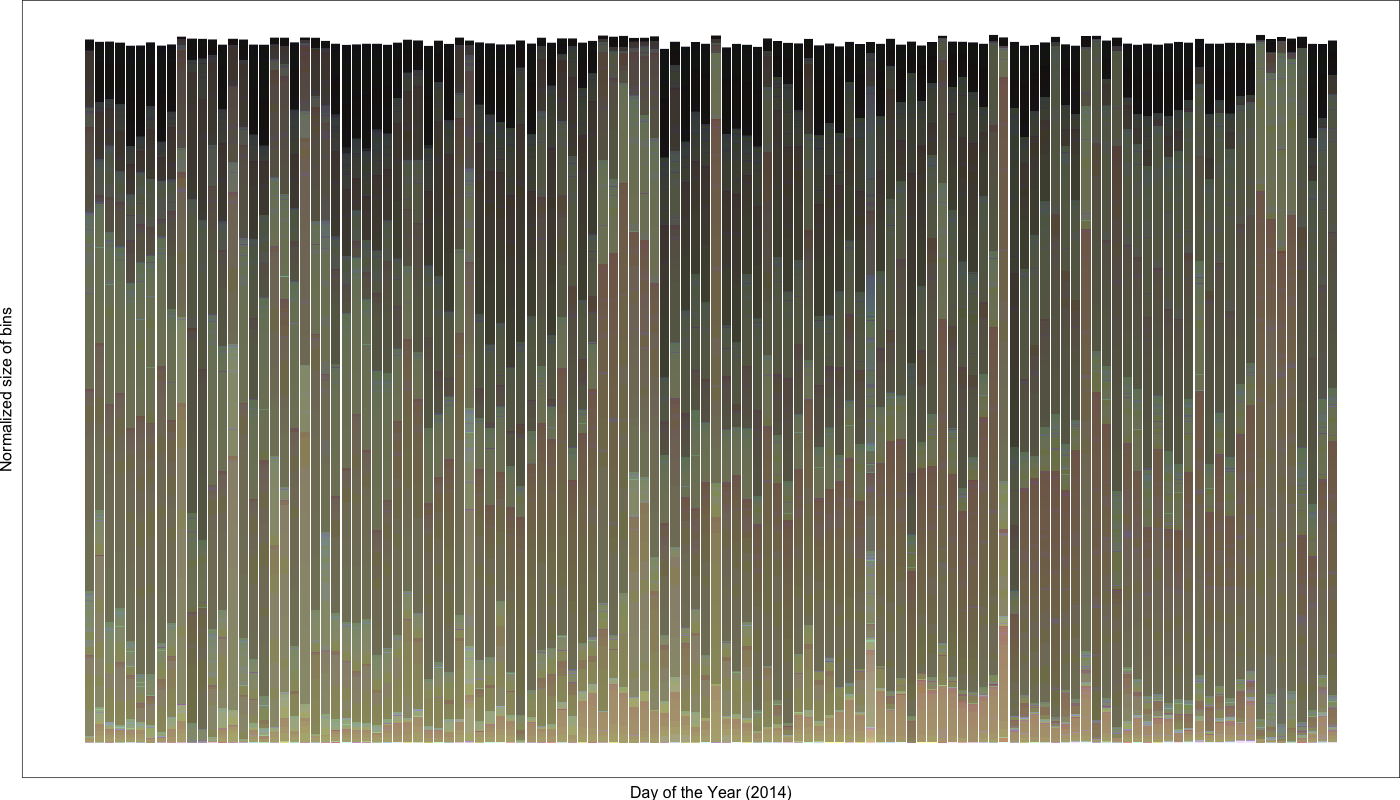 Normalized size of bins
Day of the Year (2014)